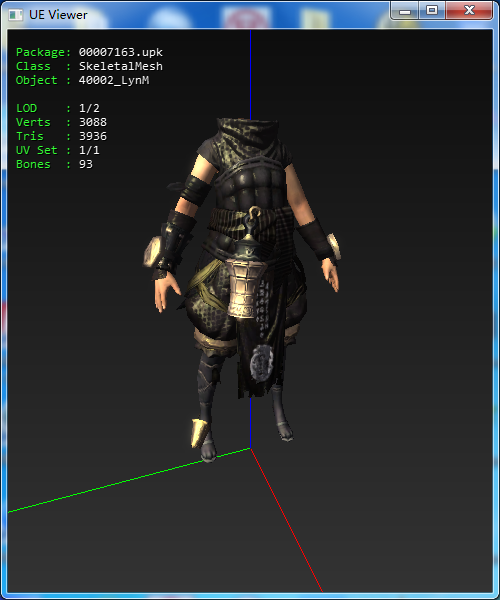 UE Viewer
Package: 00007163.upk
Class : SkeletalMesh
Object : 40002_LynM
LOD : 1/2
Verts : 3088
Tris : 3936
UV Set : 1/1
Bones : 93